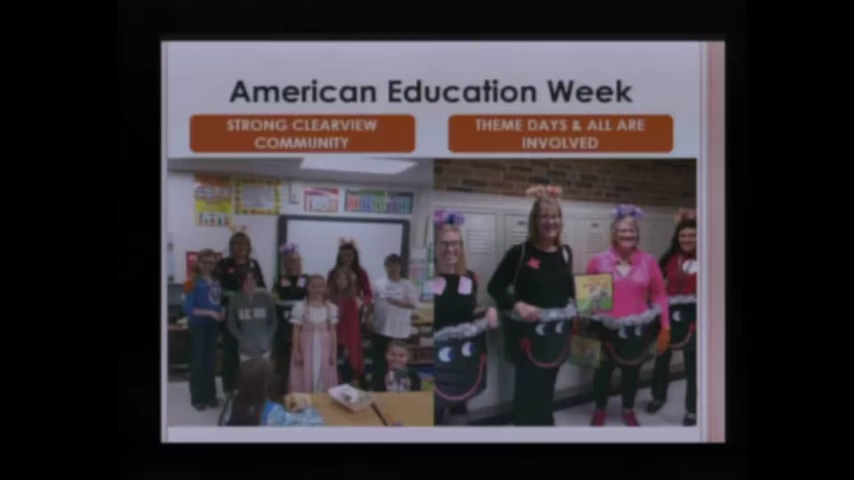 American Education Week
STRONG CLEARVIEW
COMMUNITY
THEME DAYS & ALL ARE
INVOLVED